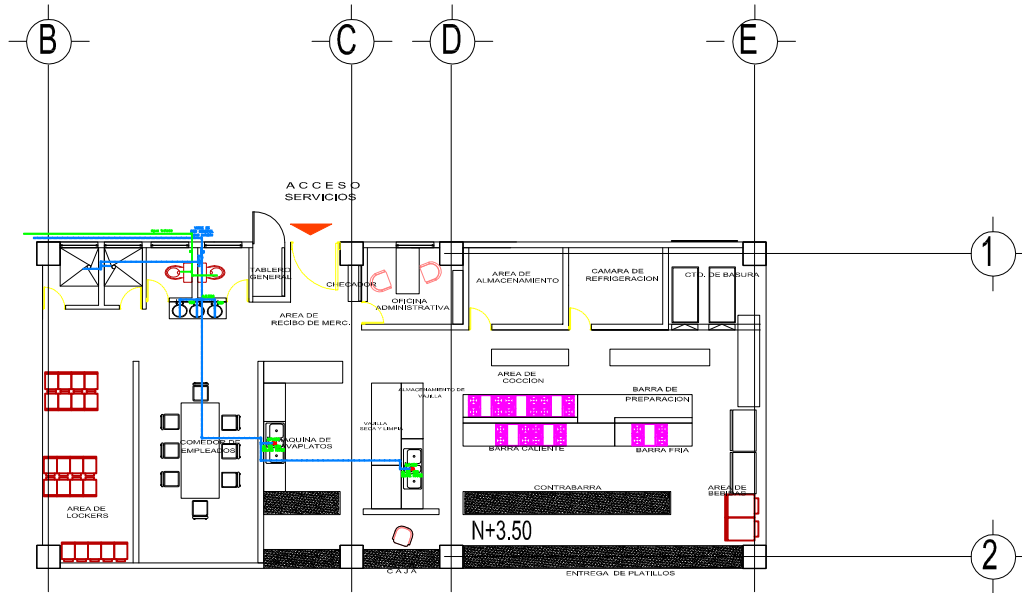 B
C
D
E
ACCESO
SERVICIOS
1
TABLERO
GENERAL
CHECADOR
OFICINA
ADMINISTRATIVA
AREA DE
ALMACENAMIENTO
CAMARA DE
REFRIGERACION
CTO. DE BASURA
AREA DE
RECIBO DE MERC.
AREA DE
COCCION
ALMACENAMIENTO DE
VAJILLA
BARRA DE
PREPARACION
VAJILLA
SECA Y LIMPIA
COMEDOR DE
EMPLEADOS
MAQUINA DE
LAVAPLATOS
BARRA CALIENTE
BARRA FRIA
CONTRABARRA
AREA DE
BEBIDAS
AREA DE
LOCKERS
N+3.50
2
CAJA
ENTREGA DE PLATILLOS